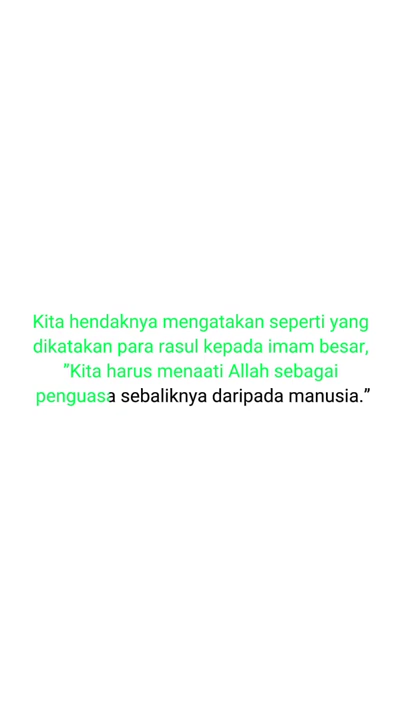 Kita hendaknya mengatakan seperti yang
dikatakan para rasul kepada imam besar,
”Kita harus menaati Allah sebagai
penguasa sebaliknya daripada manusia.”